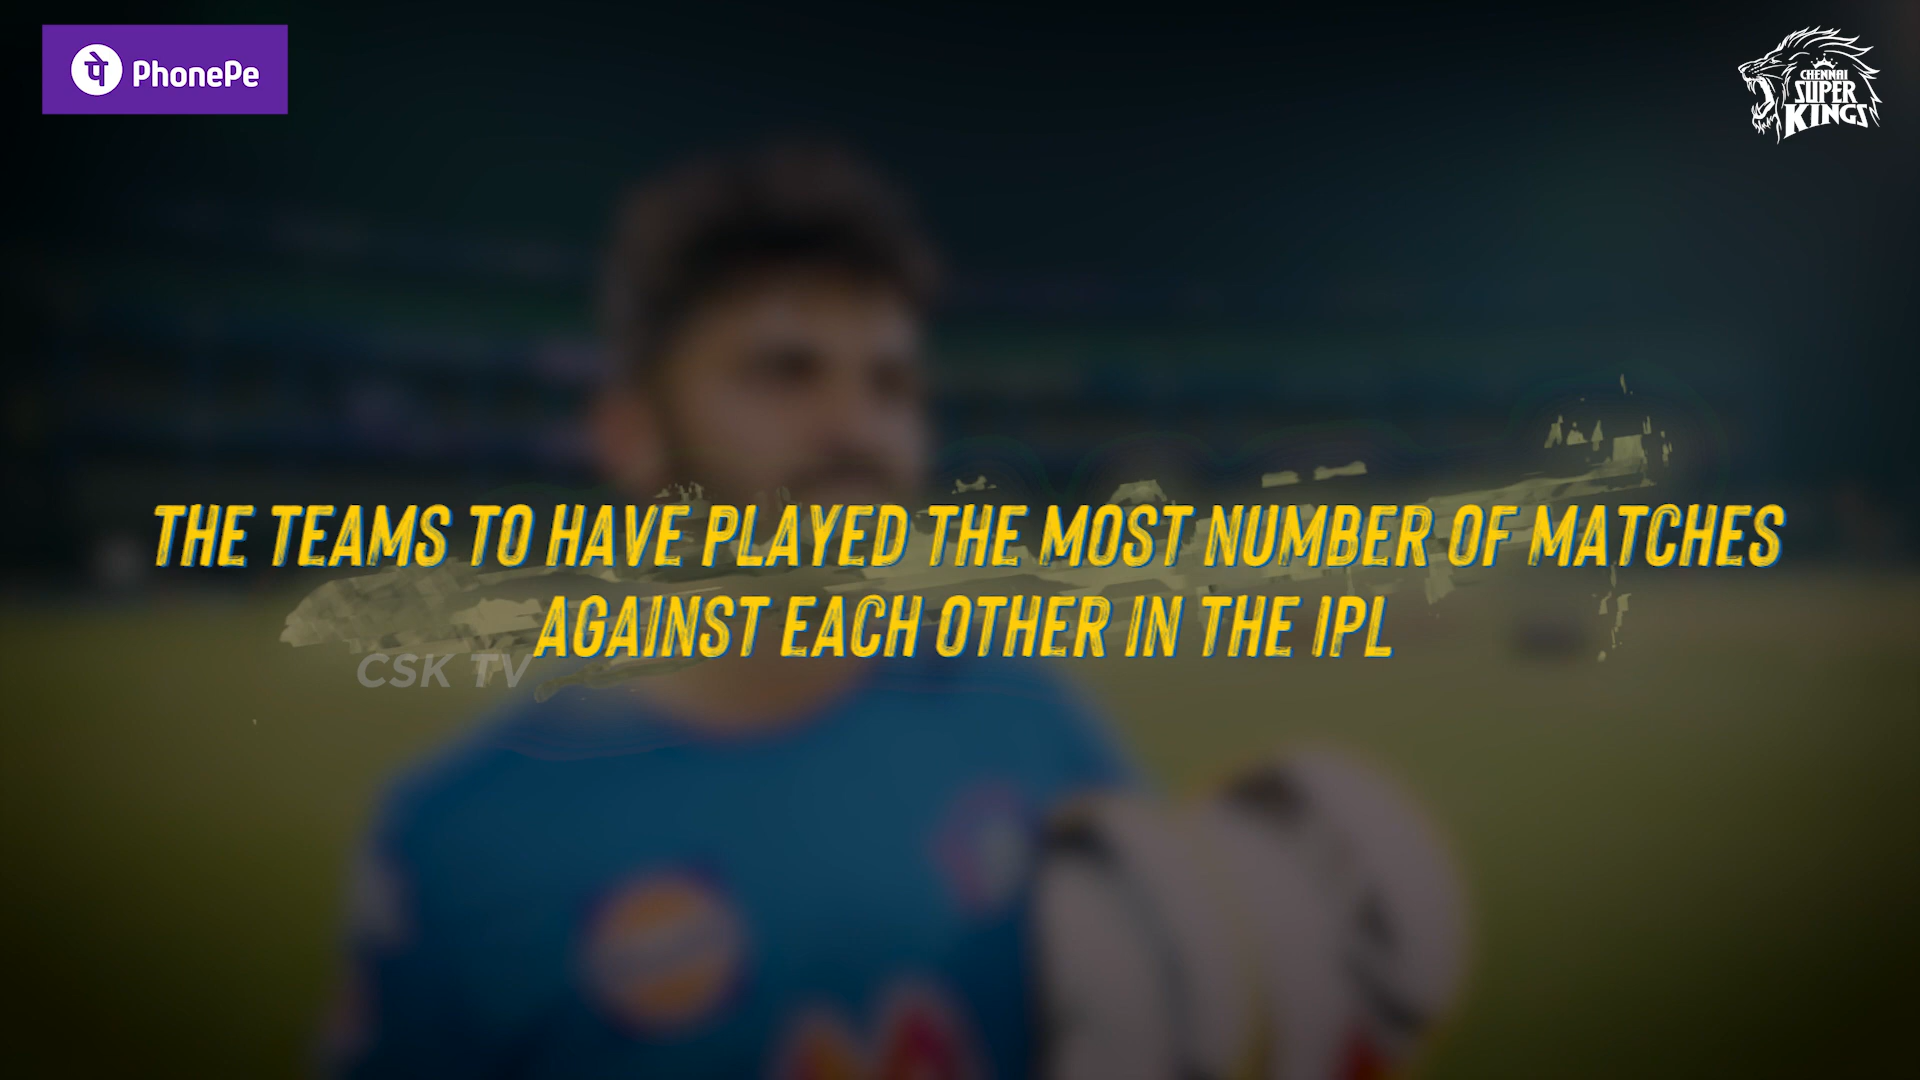 पे PhonePe
CHENNAI
SUPER
KINGS
THE TEAMS TO HAVE PLAYED THE MOST NUMBER OF MATCHES
AGAINST EACH OTHER IN THE IPL
CSK TV